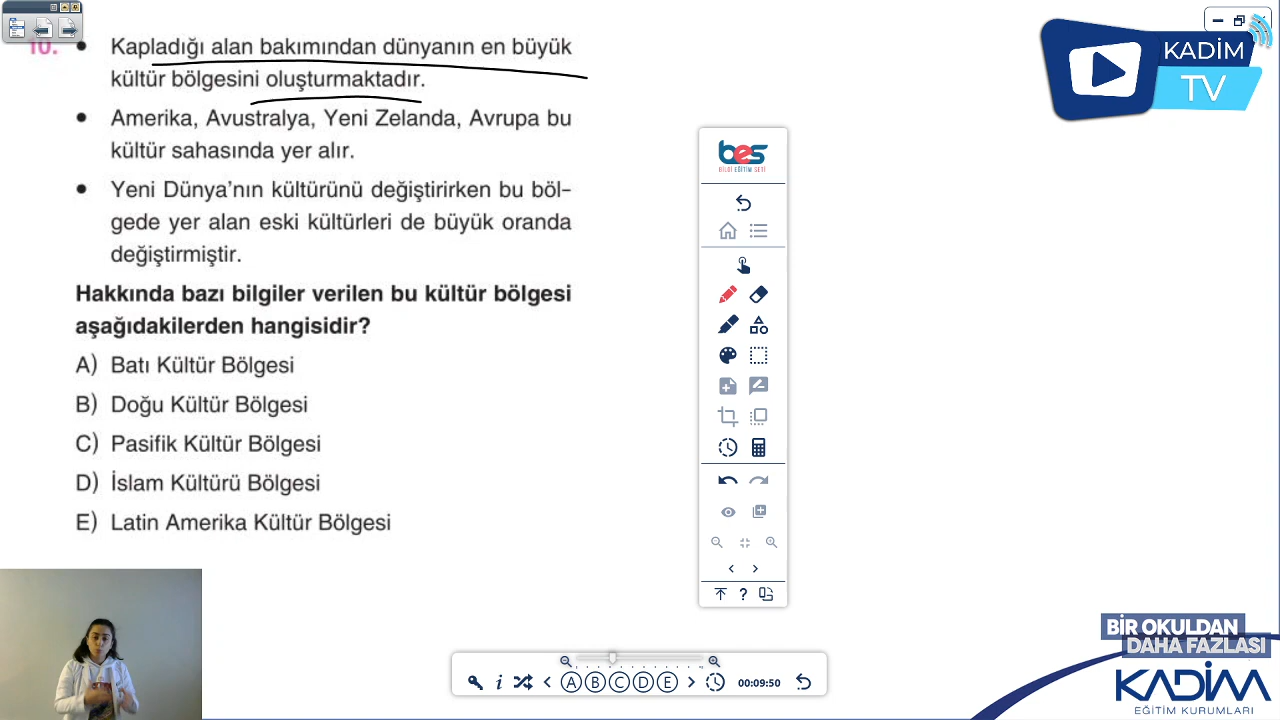 10. • Kapladığı alan bakımından dünyanın en büyük
kültür bölgesini oluşturmaktadır.
• Amerika, Avustralya, Yeni Zelanda, Avrupa bu
kültür sahasında yer alır.
• Yeni Dünya’nın kültürünü değiştirirken bu böl-
gede yer alan eski kültürleri de büyük oranda
değiştirmiştir.
Hakkında bazı bilgiler verilen bu kültür bölgesi
aşağıdakilerden hangisidir?
A) Batı Kültür Bölgesi
B) Doğu Kültür Bölgesi
C) Pasifik Kültür Bölgesi
D) İslam Kültürü Bölgesi
E) Latin Amerika Kültür Bölgesi
KADİM
TV
bes
BİLGİ EĞİTİM SETİ
?
i
A B C D E
00:09:50
BİR OKULDAN
DAHA FAZLASI
KADİM
EĞİTİM KURUMLARI